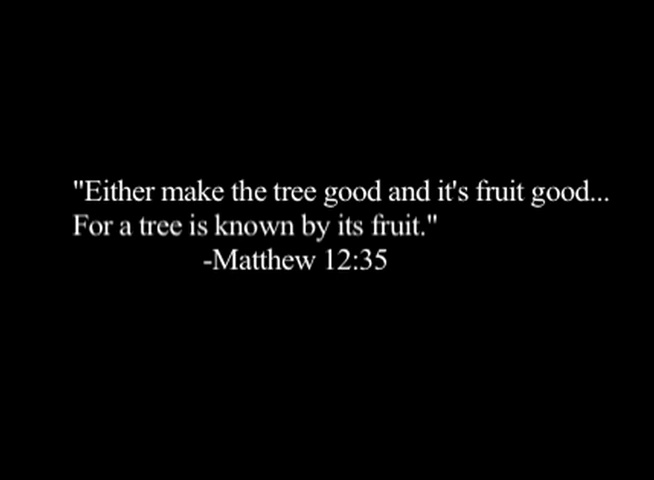 "Either make the tree good and it's fruit good...
For a tree is known by its fruit."
-Matthew 12:35